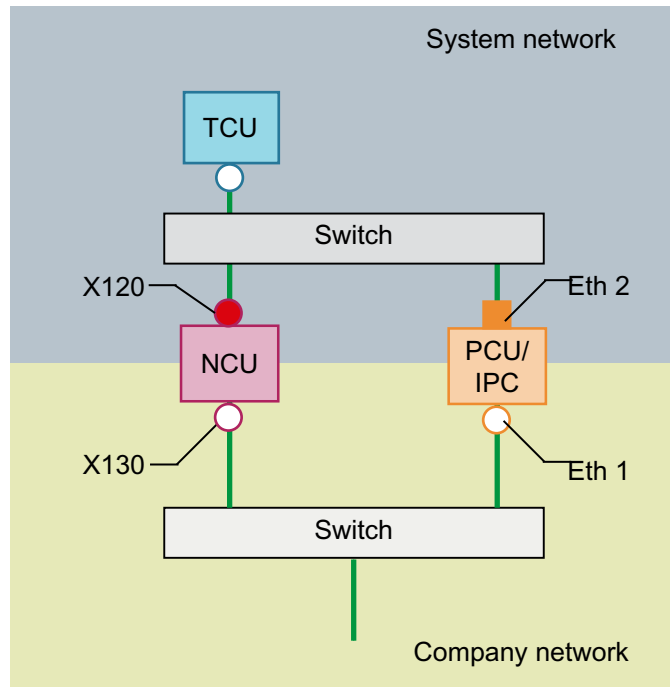 System network
TCU
Switch
X120
Eth 2
NCU
PCU/
IPC
X130
Eth 1
Switch
Company network